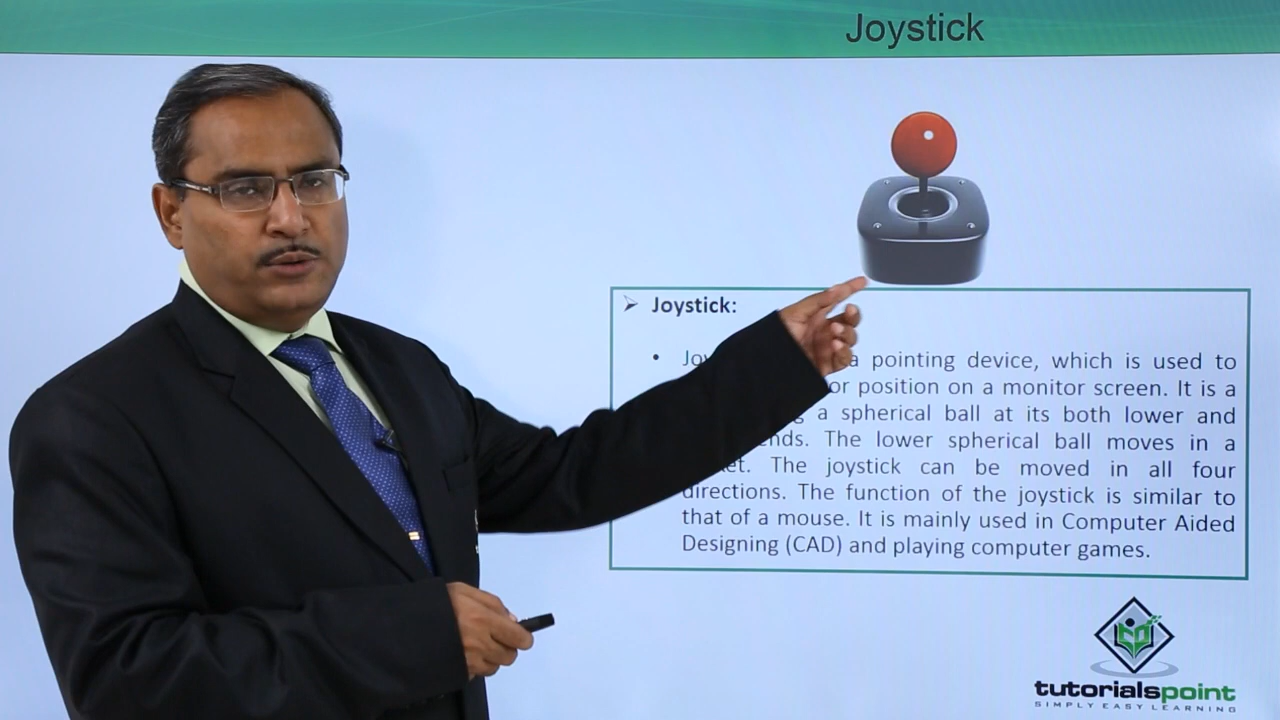 Joystick
Joystick:
a pointing device, which is used to
position on a monitor screen. It is a
a spherical ball at its both lower and
ends. The lower spherical ball moves in a
The joystick can be moved in all four
directions. The function of the joystick is similar to
that of a mouse. It is mainly used in Computer Aided
Designing (CAD) and playing computer games.
tutorialspoint
SIMPLY EASY LEARNING